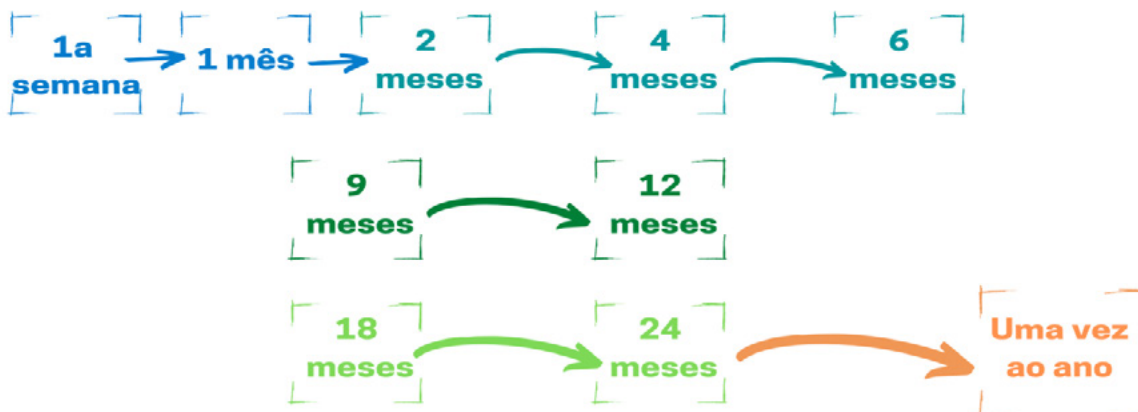 1a
semana
1 mês
2
meses
4
meses
6
meses
9
meses
12
meses
18
meses
24
meses
Uma vez
ao ano